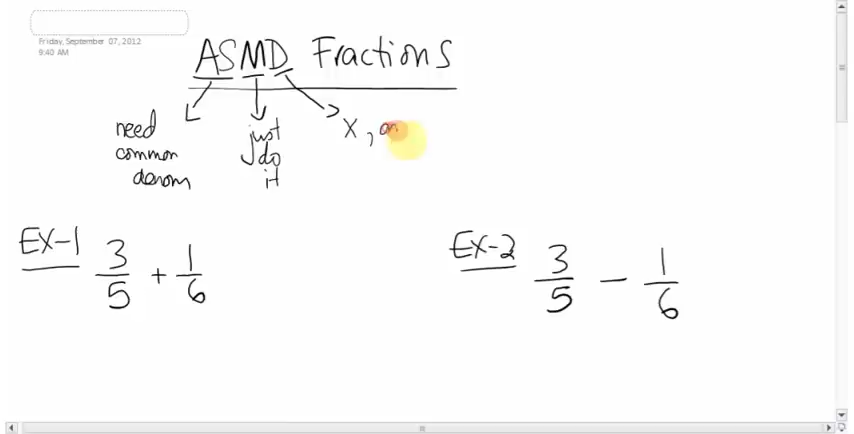 Friday, September 07, 2012
9:40 AM
ASMD Fractions
need
common
denom
just
do
it
x, an
EX-1 3/5 + 1/6
EX-2 3/5 - 1/6